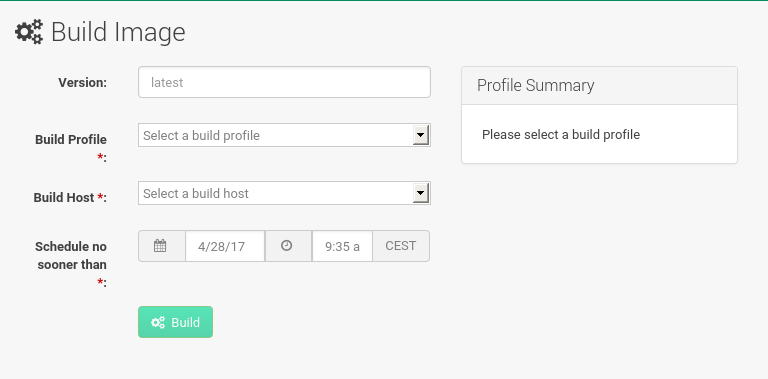 Build Image
Version:
latest
Profile Summary
Please select a build profile
Build Profile
*:
Select a build profile
Build Host *:
Select a build host
Schedule no
sooner than
*:
4/28/17
9:35 a
CEST
Build